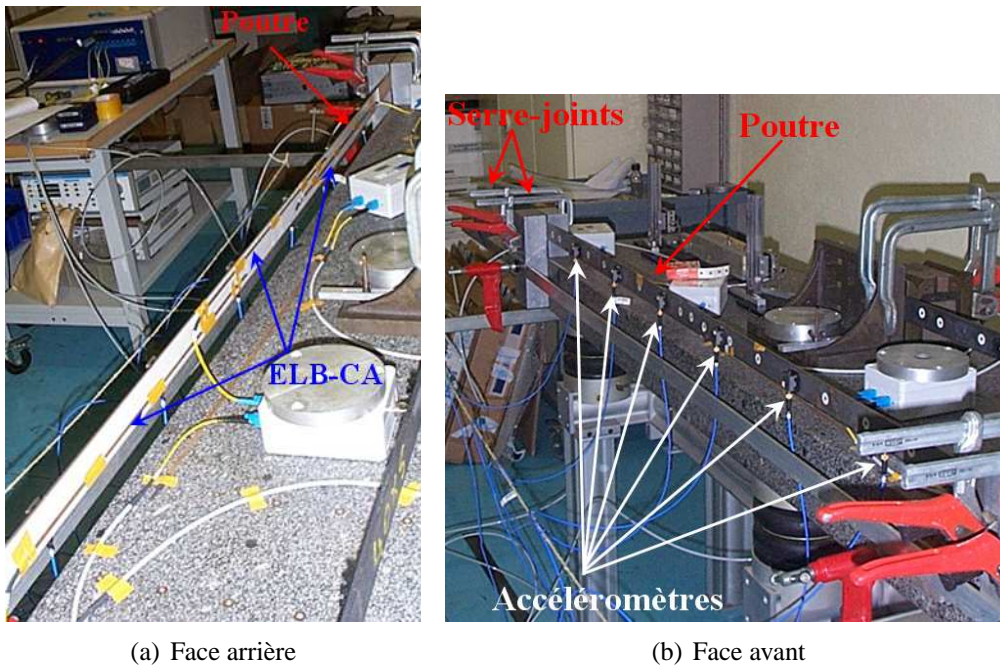 Poutre
ELB-CA
(a) Face arrière
Serre-joints
Poutre
Accéléromètres
(b) Face avant